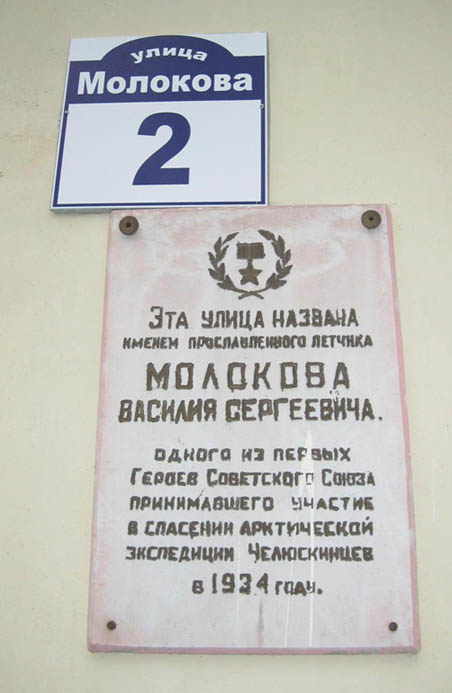 улица
Молокова
2
Эта улица названа
именем прославленного летчика
МОЛОКОВА
ВАСИЛИЯ СЕРГЕЕВИЧА.
одного из первых
Героев Советского Союза
принимавшего участие
в спасении арктической
экспедиции Челюскинцев
в 1934 году.